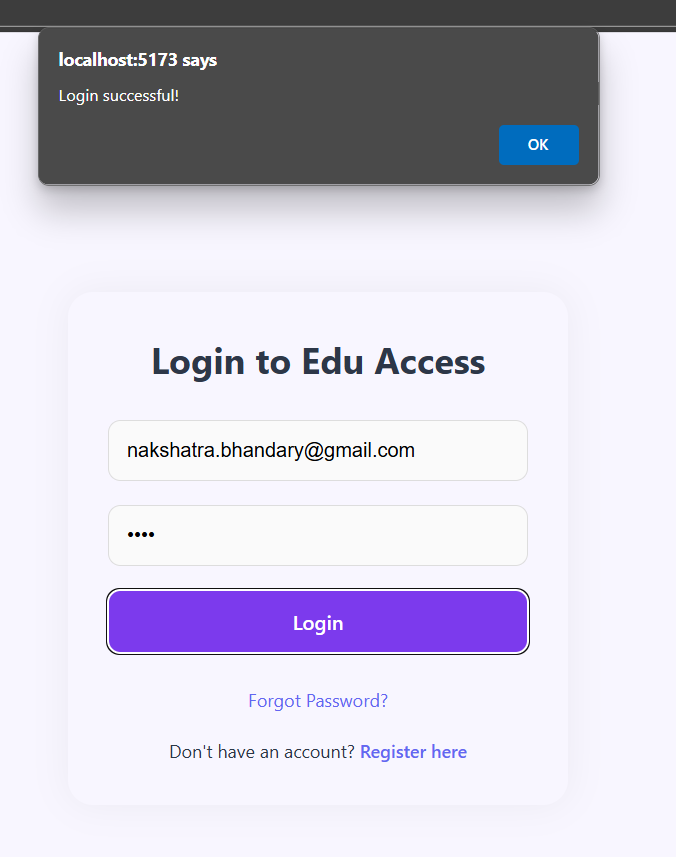 localhost:5173 says
Login successful!
OK
Login to Edu Access
nakshatra.bhandary@gmail.com
••••
Login
Forgot Password?
Don't have an account? Register here